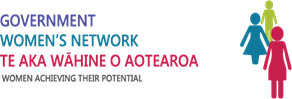 GOVERNMENT
WOMEN'S NETWORK
TE AKA WĀHINE O AOTEAROA
WOMEN ACHIEVING THEIR POTENTIAL